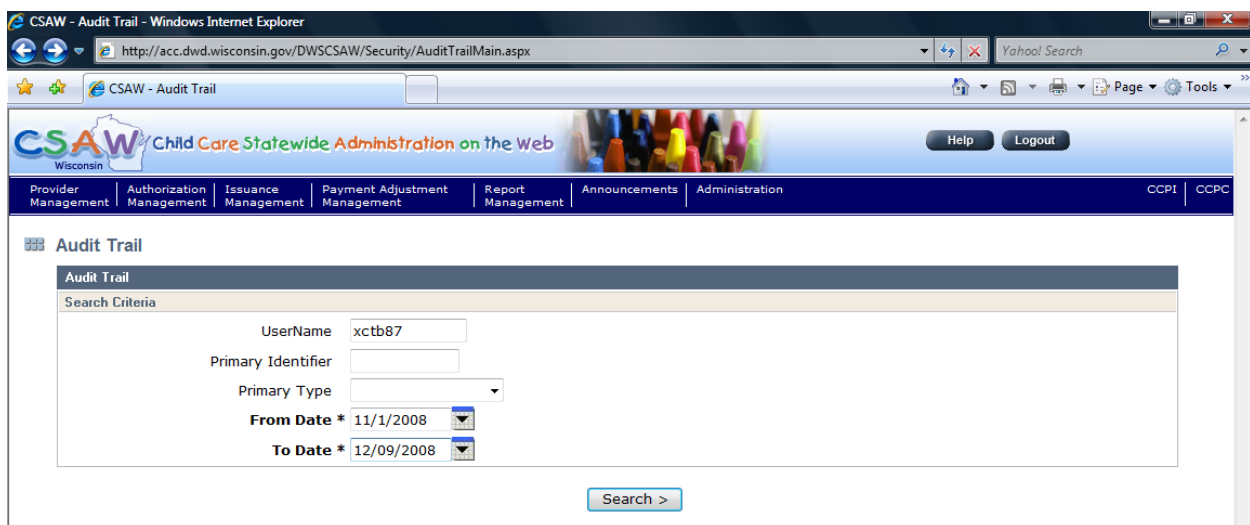 CSAW - Audit Trail - Windows Internet Explorer
http://acc.dwd.wisconsin.gov/DWSCSAW/Security/AuditTrailMain.aspx
Yahoo! Search
CSAW - Audit Trail
Page
Tools
CSAW Child Care Statewide Administration on the Web
Wisconsin
Help
Logout
Provider Management
Authorization Management
Issuance Management
Payment Adjustment Management
Report Management
Announcements
Administration
CCPI
CCPC
Audit Trail
Audit Trail
Search Criteria
UserName xctb87
Primary Identifier
Primary Type
From Date * 11/1/2008
To Date * 12/09/2008
Search >